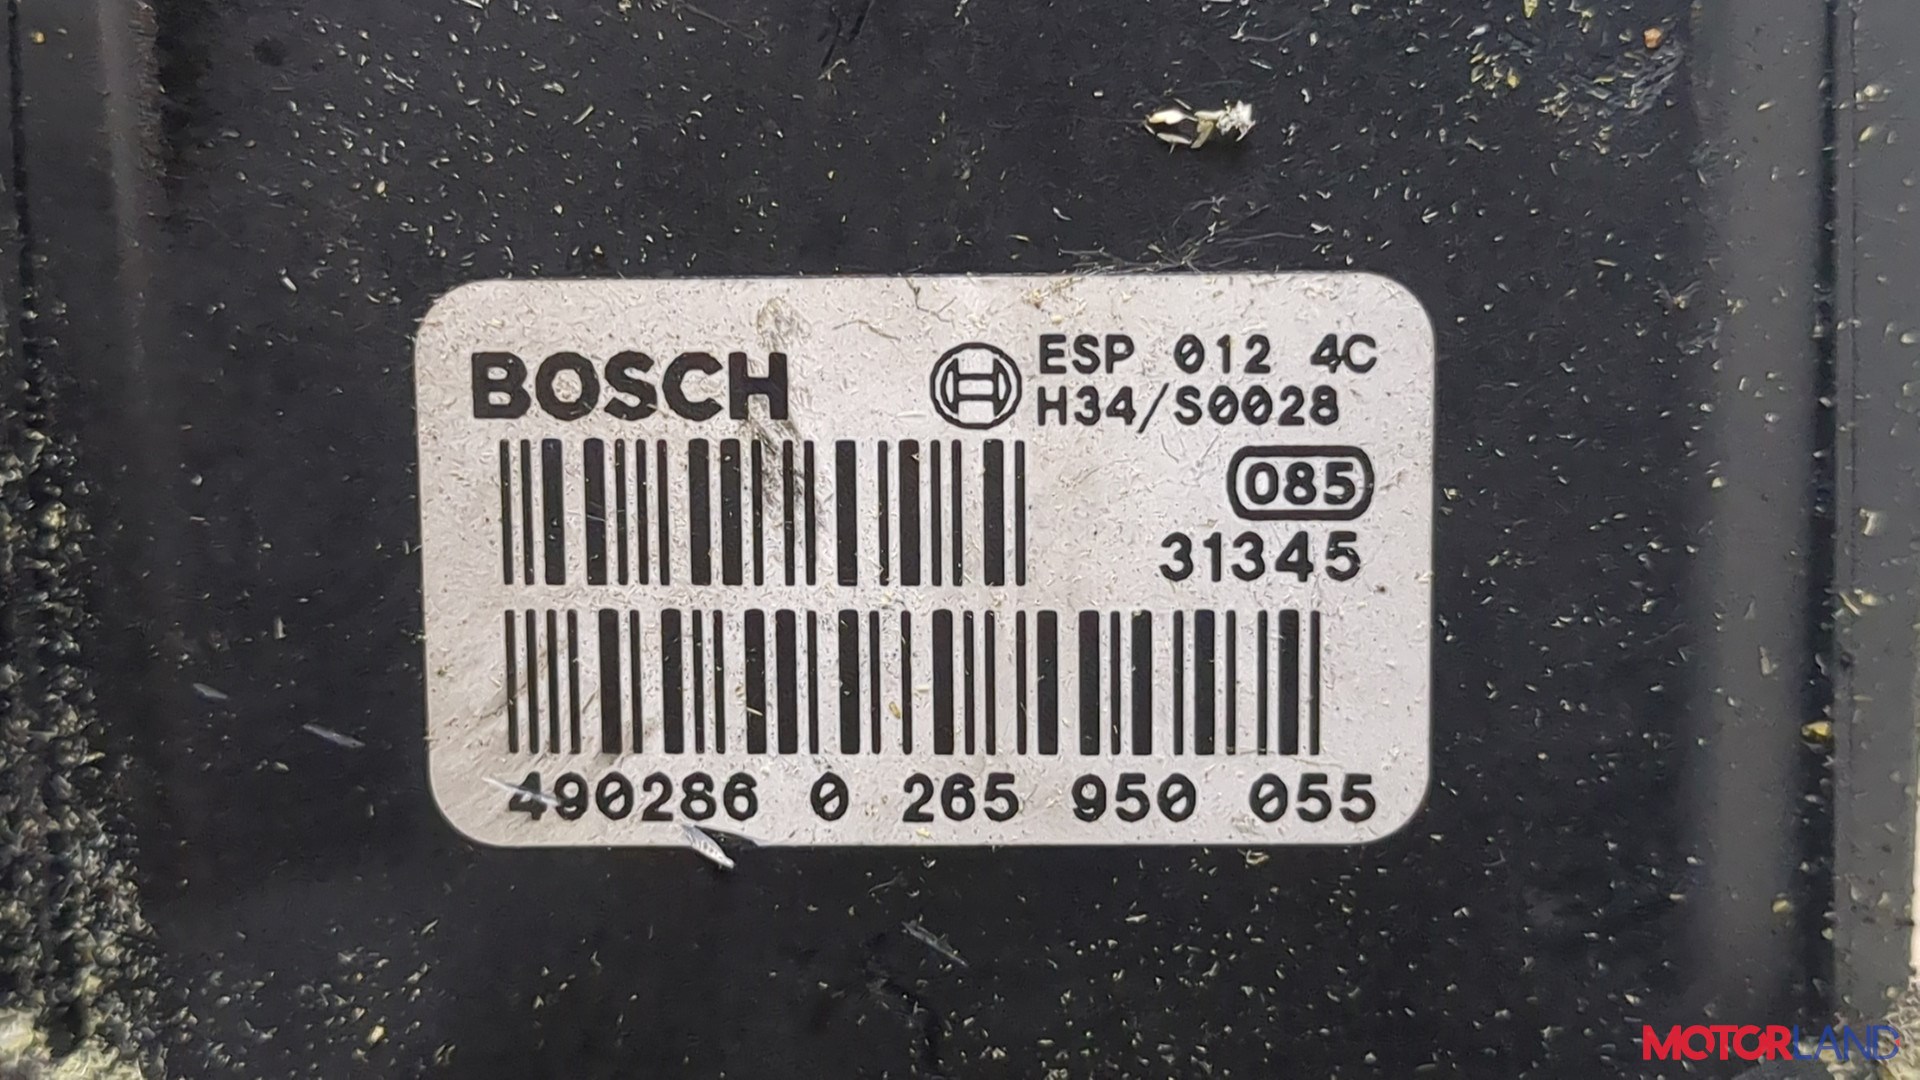 BOSCH
ESP 012 4C
H34/S0028
085
31345
490286 0 265 950 055
MOTORLAND